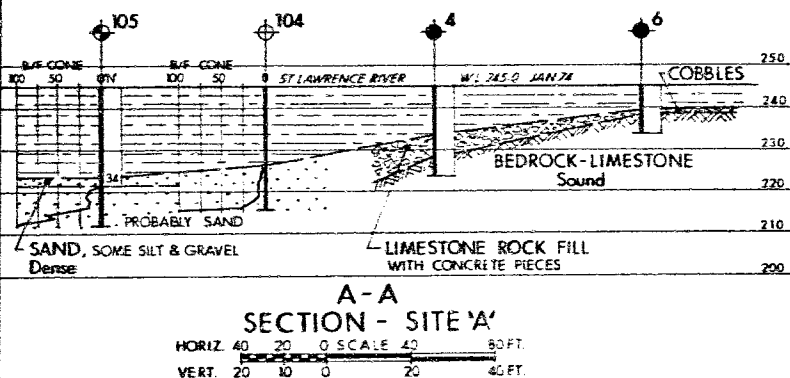 105
104
4
6
B/F CONE
B/F CONE
100 50 0 'N'
100 50 0
ST LAWRENCE RIVER
W.L. 245.0 JAN 74
COBBLES
250
240
230
220
210
200
34
BEDROCK-LIMESTONE
Sound
PROBABLY SAND
SAND, SOME SILT & GRAVEL
Dense
LIMESTONE ROCK FILL
WITH CONCRETE PIECES
A-A
SECTION - SITE 'A'
HORIZ. 40 20 0 SCALE 40 80 FT.
VERT. 20 10 0 20 40 FT.